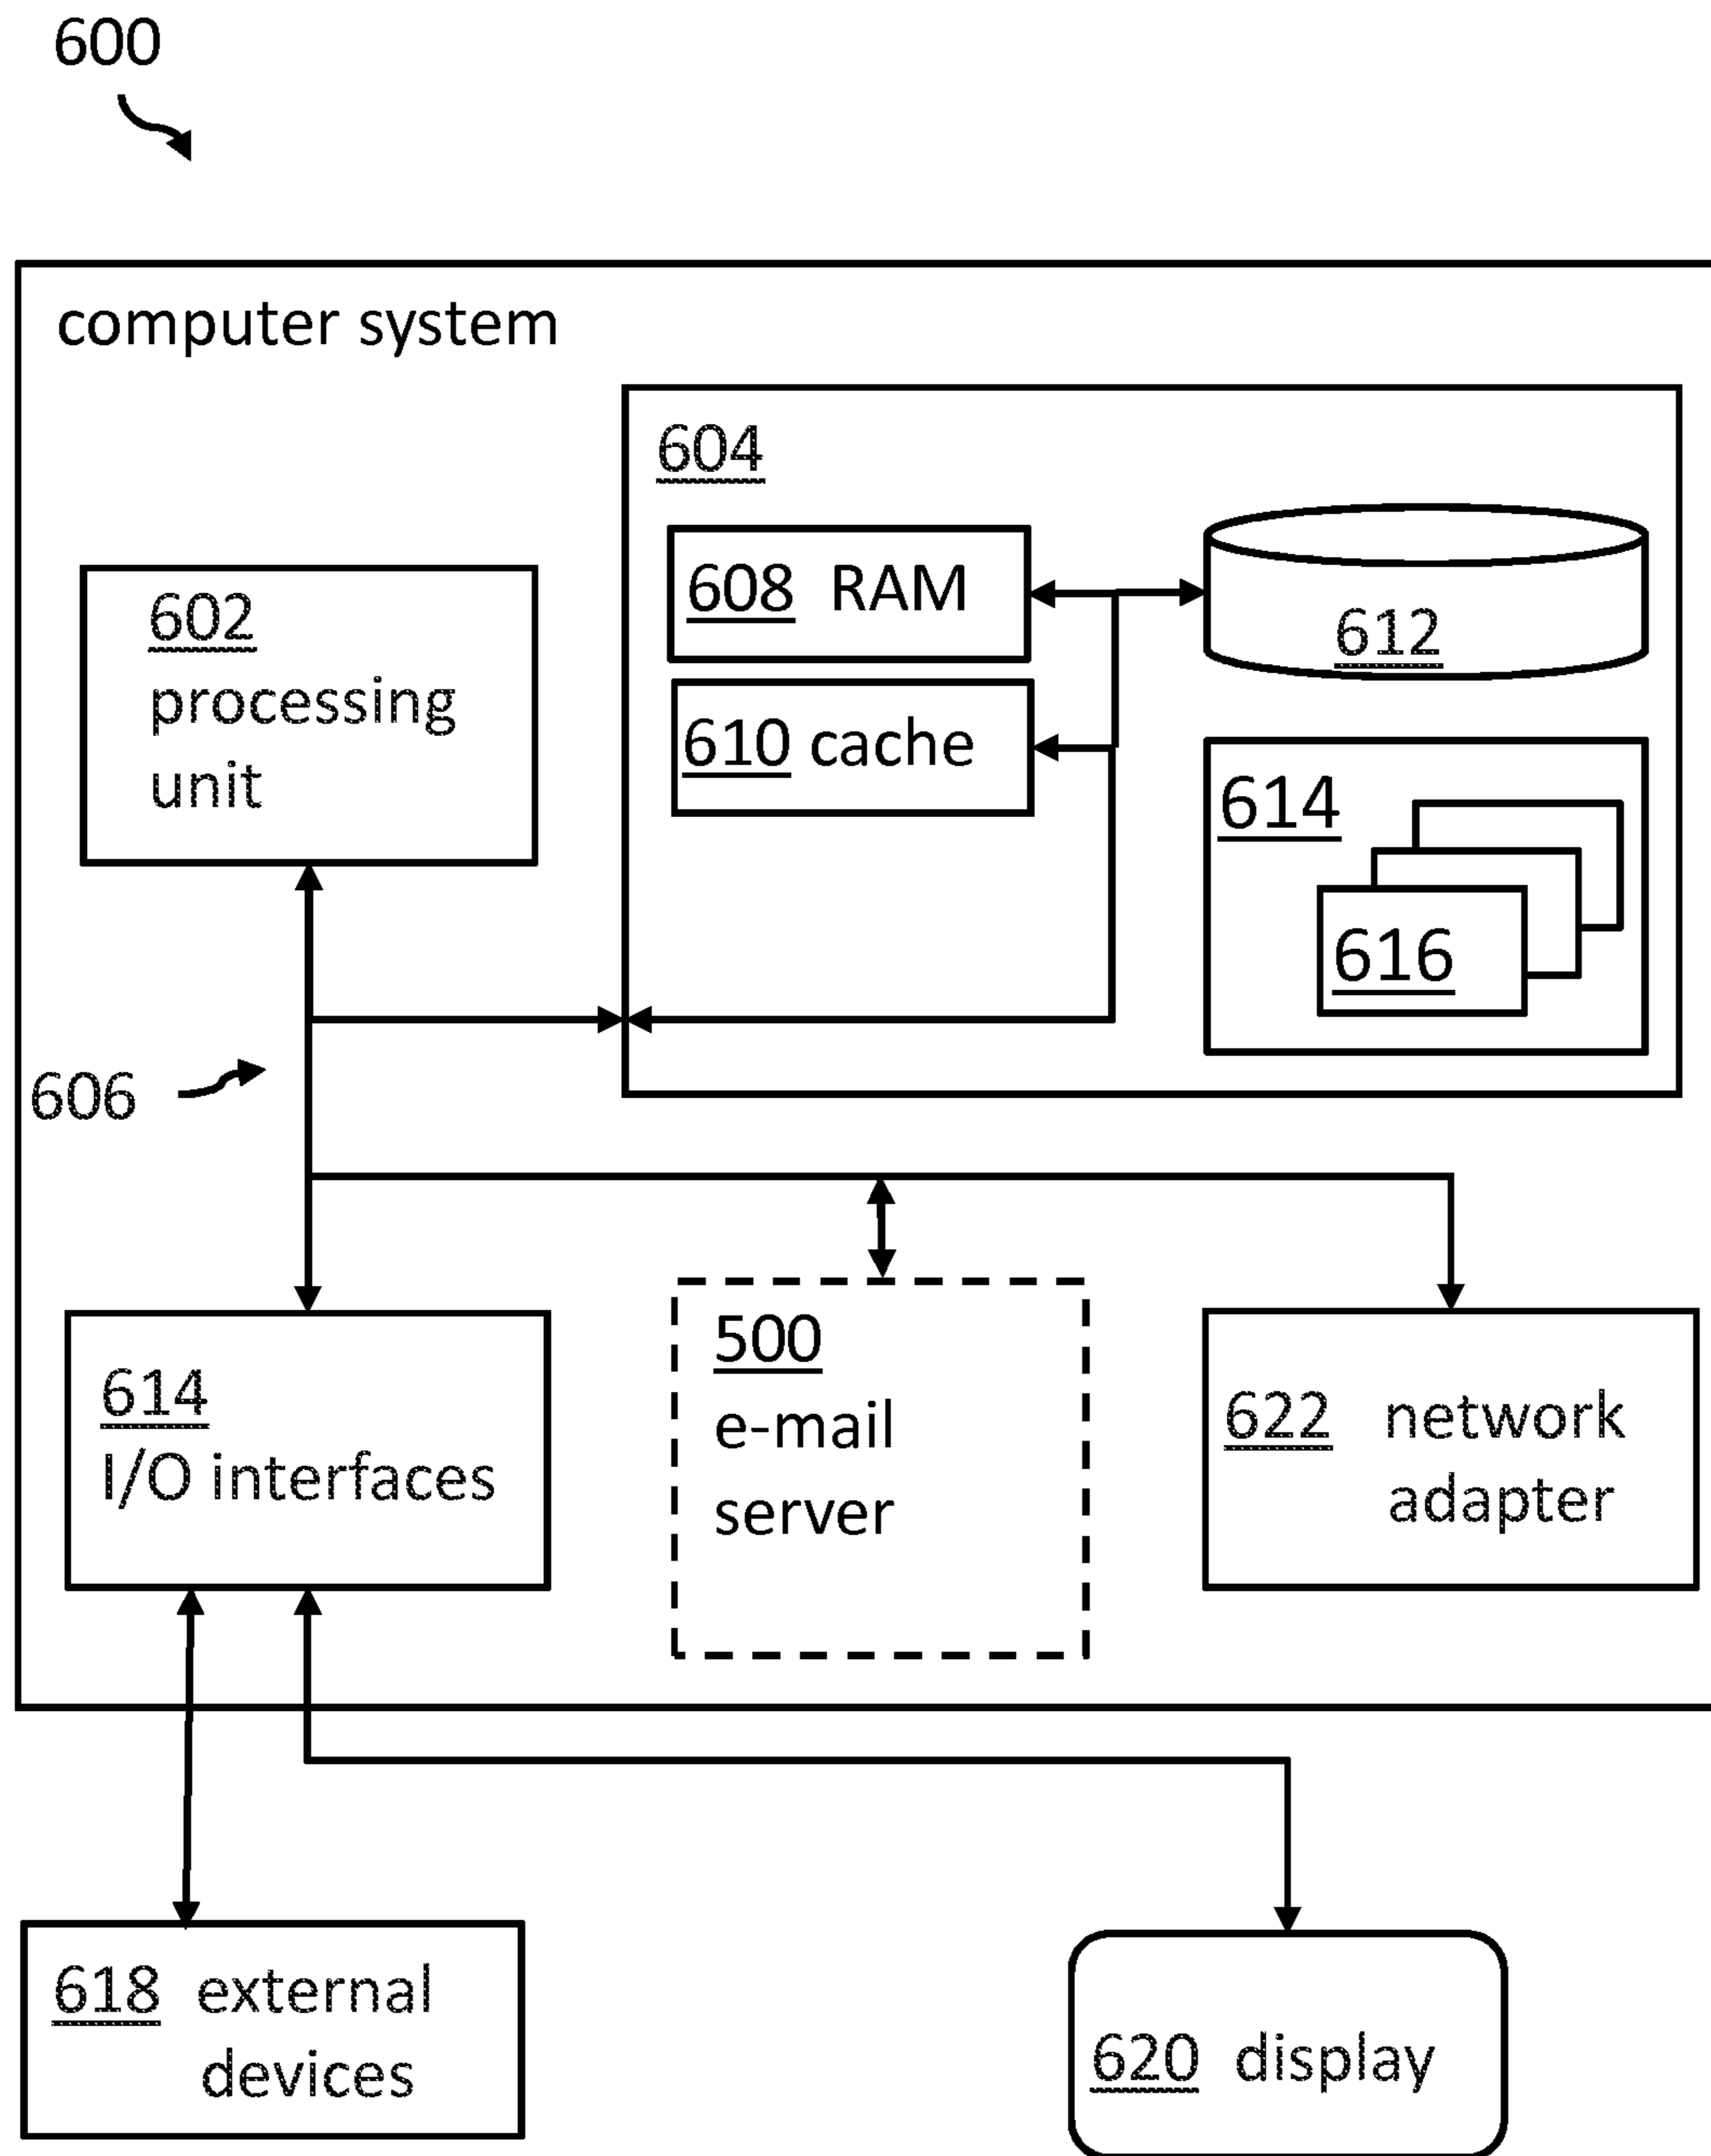 600
computer system
604
602
processing
unit
608 RAM
612
610 cache
614
616
606
614
I/O interfaces
500
e-mail
server
622 network
adapter
618 external
devices
620 display